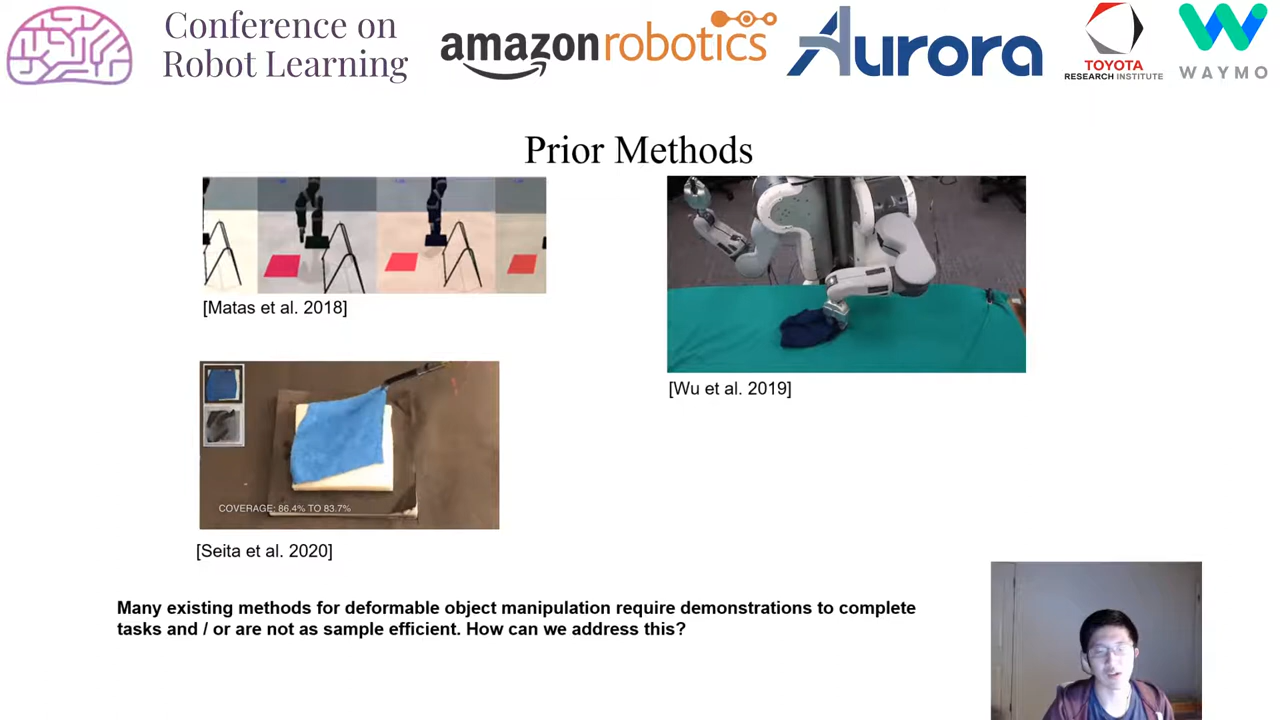 Conference on
Robot Learning
amazon robotics
Aurora
TOYOTA
RESEARCH INSTITUTE
WAYMO
Prior Methods
[Matas et al. 2018]
[Wu et al. 2019]
COVERAGE: 86.4% TO 83.7%
[Seita et al. 2020]
Many existing methods for deformable object manipulation require demonstrations to complete
tasks and / or are not as sample efficient. How can we address this?